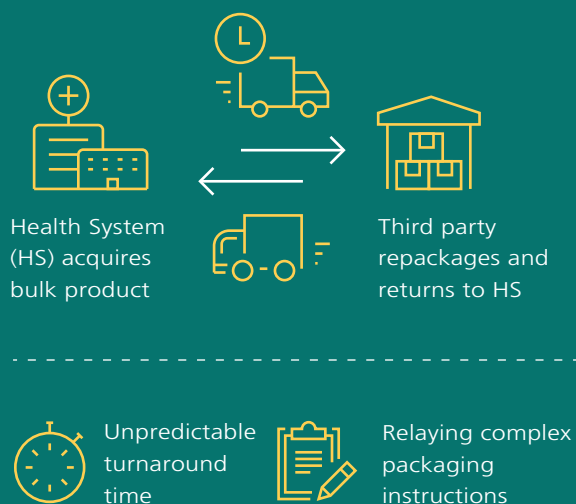 Health System
(HS) acquires
bulk product
Third party
repackages and
returns to HS
Unpredictable
turnaround
time
Relaying complex
packaging
instructions